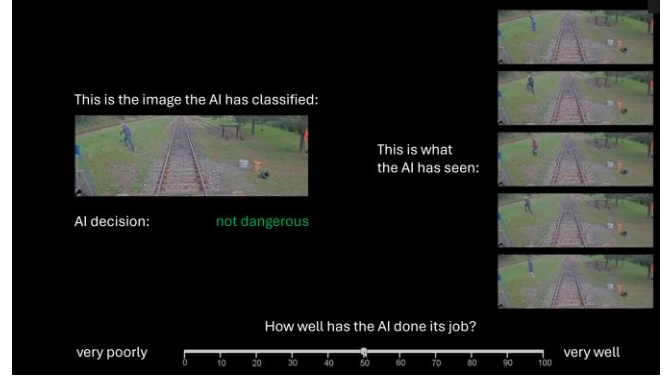 This is the image the AI has classified:
This is what
the AI has seen:
AI decision: not dangerous
How well has the AI done its job?
very poorly
0 10 20 30 40 50 60 70 80 90 100
very well